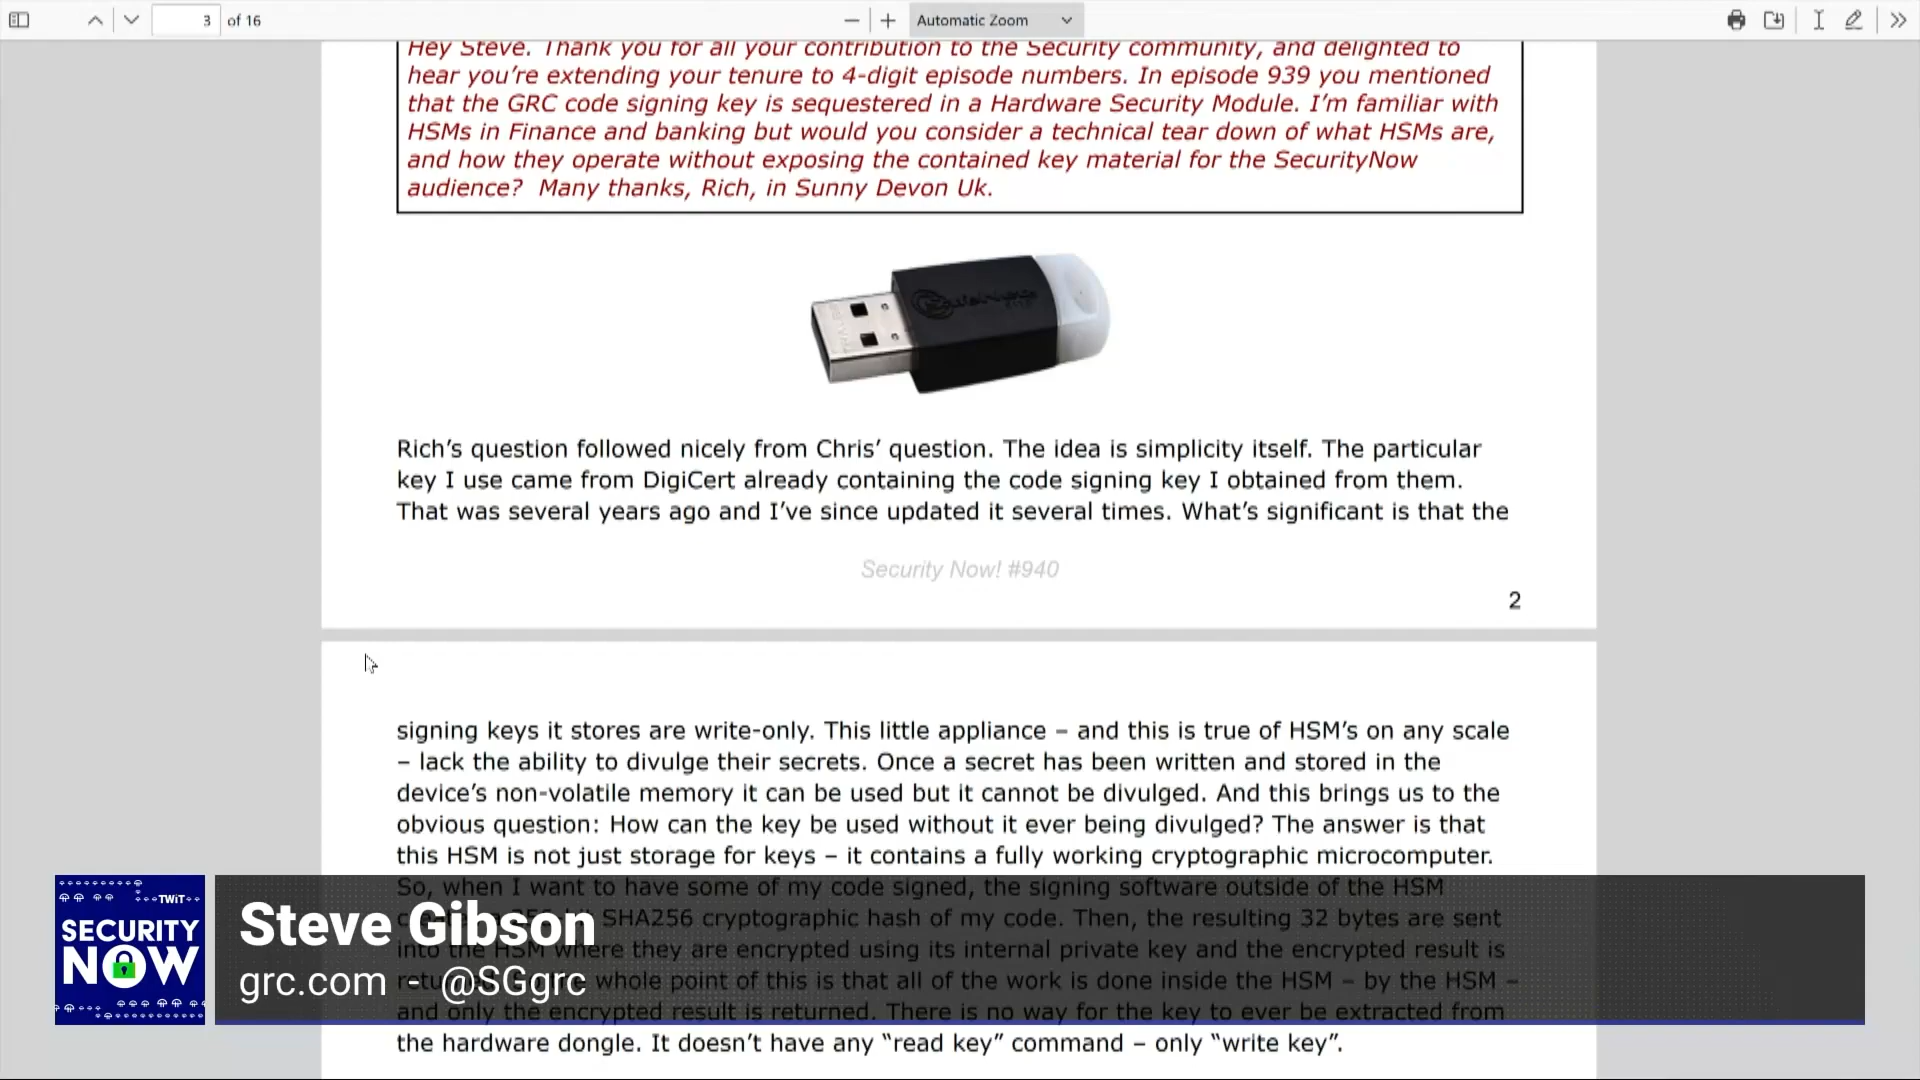 3 of 16
Automatic Zoom
Hey Steve. Thank you for all your contribution to the Security community, and delighted to
hear you're extending your tenure to 4-digit episode numbers. In episode 939 you mentioned
that the GRC code signing key is sequestered in a Hardware Security Module. I'm familiar with
HSMs in Finance and banking but would you consider a technical tear down of what HSMs are,
and how they operate without exposing the contained key material for the SecurityNow
audience?  Many thanks, Rich, in Sunny Devon Uk.
Rich's question followed nicely from Chris' question. The idea is simplicity itself. The particular
key I use came from DigiCert already containing the code signing key I obtained from them.
That was several years ago and I've since updated it several times. What's significant is that the
Security Now! #940
2
signing keys it stores are write-only. This little appliance – and this is true of HSM's on any scale
– lack the ability to divulge their secrets. Once a secret has been written and stored in the
device's non-volatile memory it can be used but it cannot be divulged. And this brings us to the
obvious question: How can the key be used without it ever being divulged? The answer is that
this HSM is not just storage for keys – it contains a fully working cryptographic microcomputer.
So, when I want to have some of my code signed, the signing software outside of the HSM
SHA256 cryptographic hash of my code. Then, the resulting 32 bytes are sent
into the HSM where they are encrypted using its internal private key and the encrypted result is
whole point of this is that all of the work is done inside the HSM – by the HSM –
and only the encrypted result is returned. There is no way for the key to ever be extracted from
the hardware dongle. It doesn't have any “read key” command – only “write key”.
TWiT
SECURITY
NOW
Steve Gibson
grc.com - @SGgrc